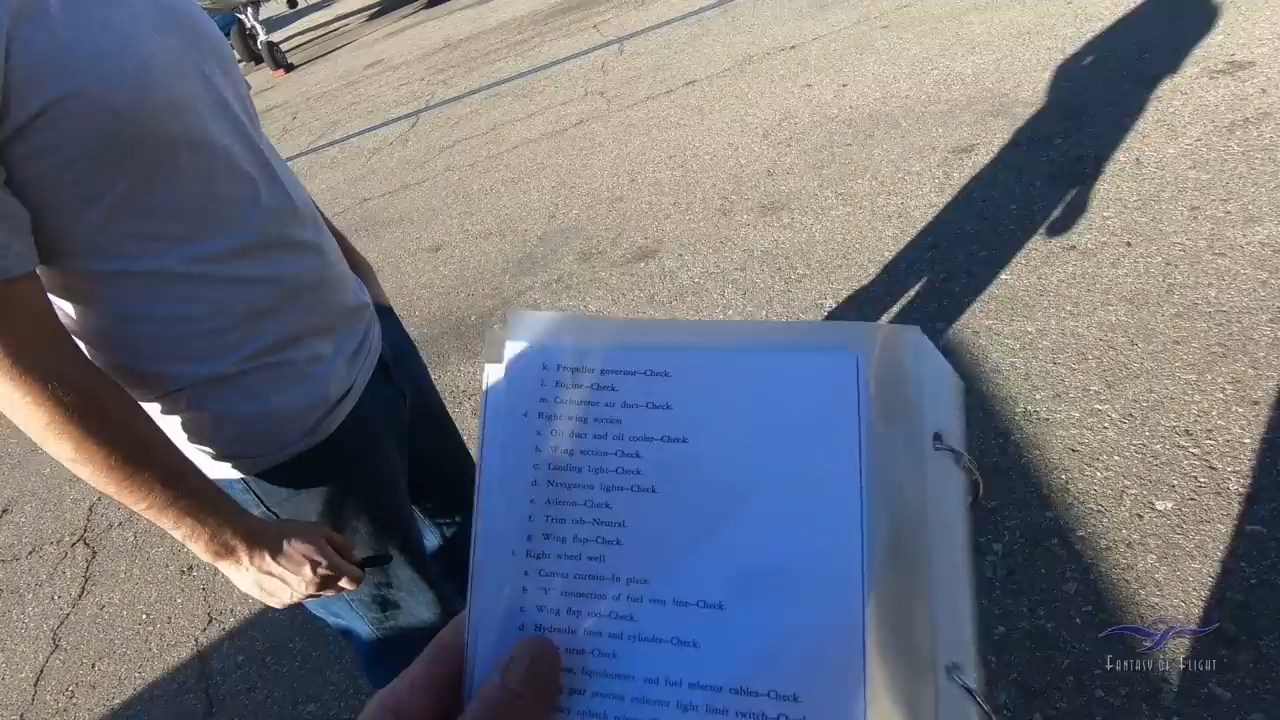 k. Propeller governor—Check.
l. Engine—Check.
m. Carburetor air duct—Check.
4. Right wing section
a. Oil duct and oil cooler—Check.
b. Wing section—Check.
c. Landing light—Check.
d. Navigation lights—Check.
e. Aileron—Check.
f. Trim tab—Neutral.
g. Wing flap—Check.
5. Right wheel well
a. Canvas curtain—In place.
b. "Y" connection of fuel vent line—Check.
c. Wing flap rod—Check.
d. Hydraulic lines and cylinder—Check.
strut—Check.
liquidometer, and fuel selector cables—Check.
gear position indicator light limit switch—Check
uplatch
FANTASY OF FLIGHT